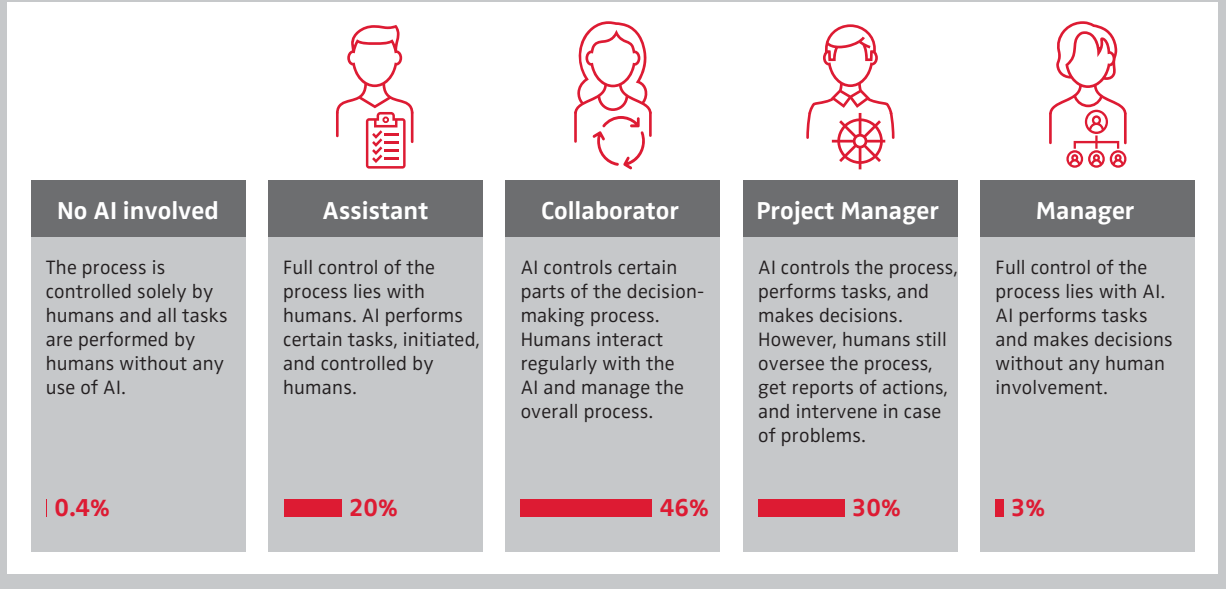 No AI involved
The process is
controlled solely by
humans and all tasks
are performed by
humans without any
use of AI.
0.4%
Assistant
Full control of the
process lies with
humans. AI performs
certain tasks, initiated,
and controlled by
humans.
20%
Collaborator
AI controls certain
parts of the decision-
making process.
Humans interact
regularly with the
AI and manage the
overall process.
46%
Project Manager
AI controls the process,
performs tasks, and
makes decisions.
However, humans still
oversee the process,
get reports of actions,
and intervene in case
of problems.
30%
Manager
Full control of the
process lies with AI.
AI performs tasks
and makes decisions
without any human
involvement.
3%